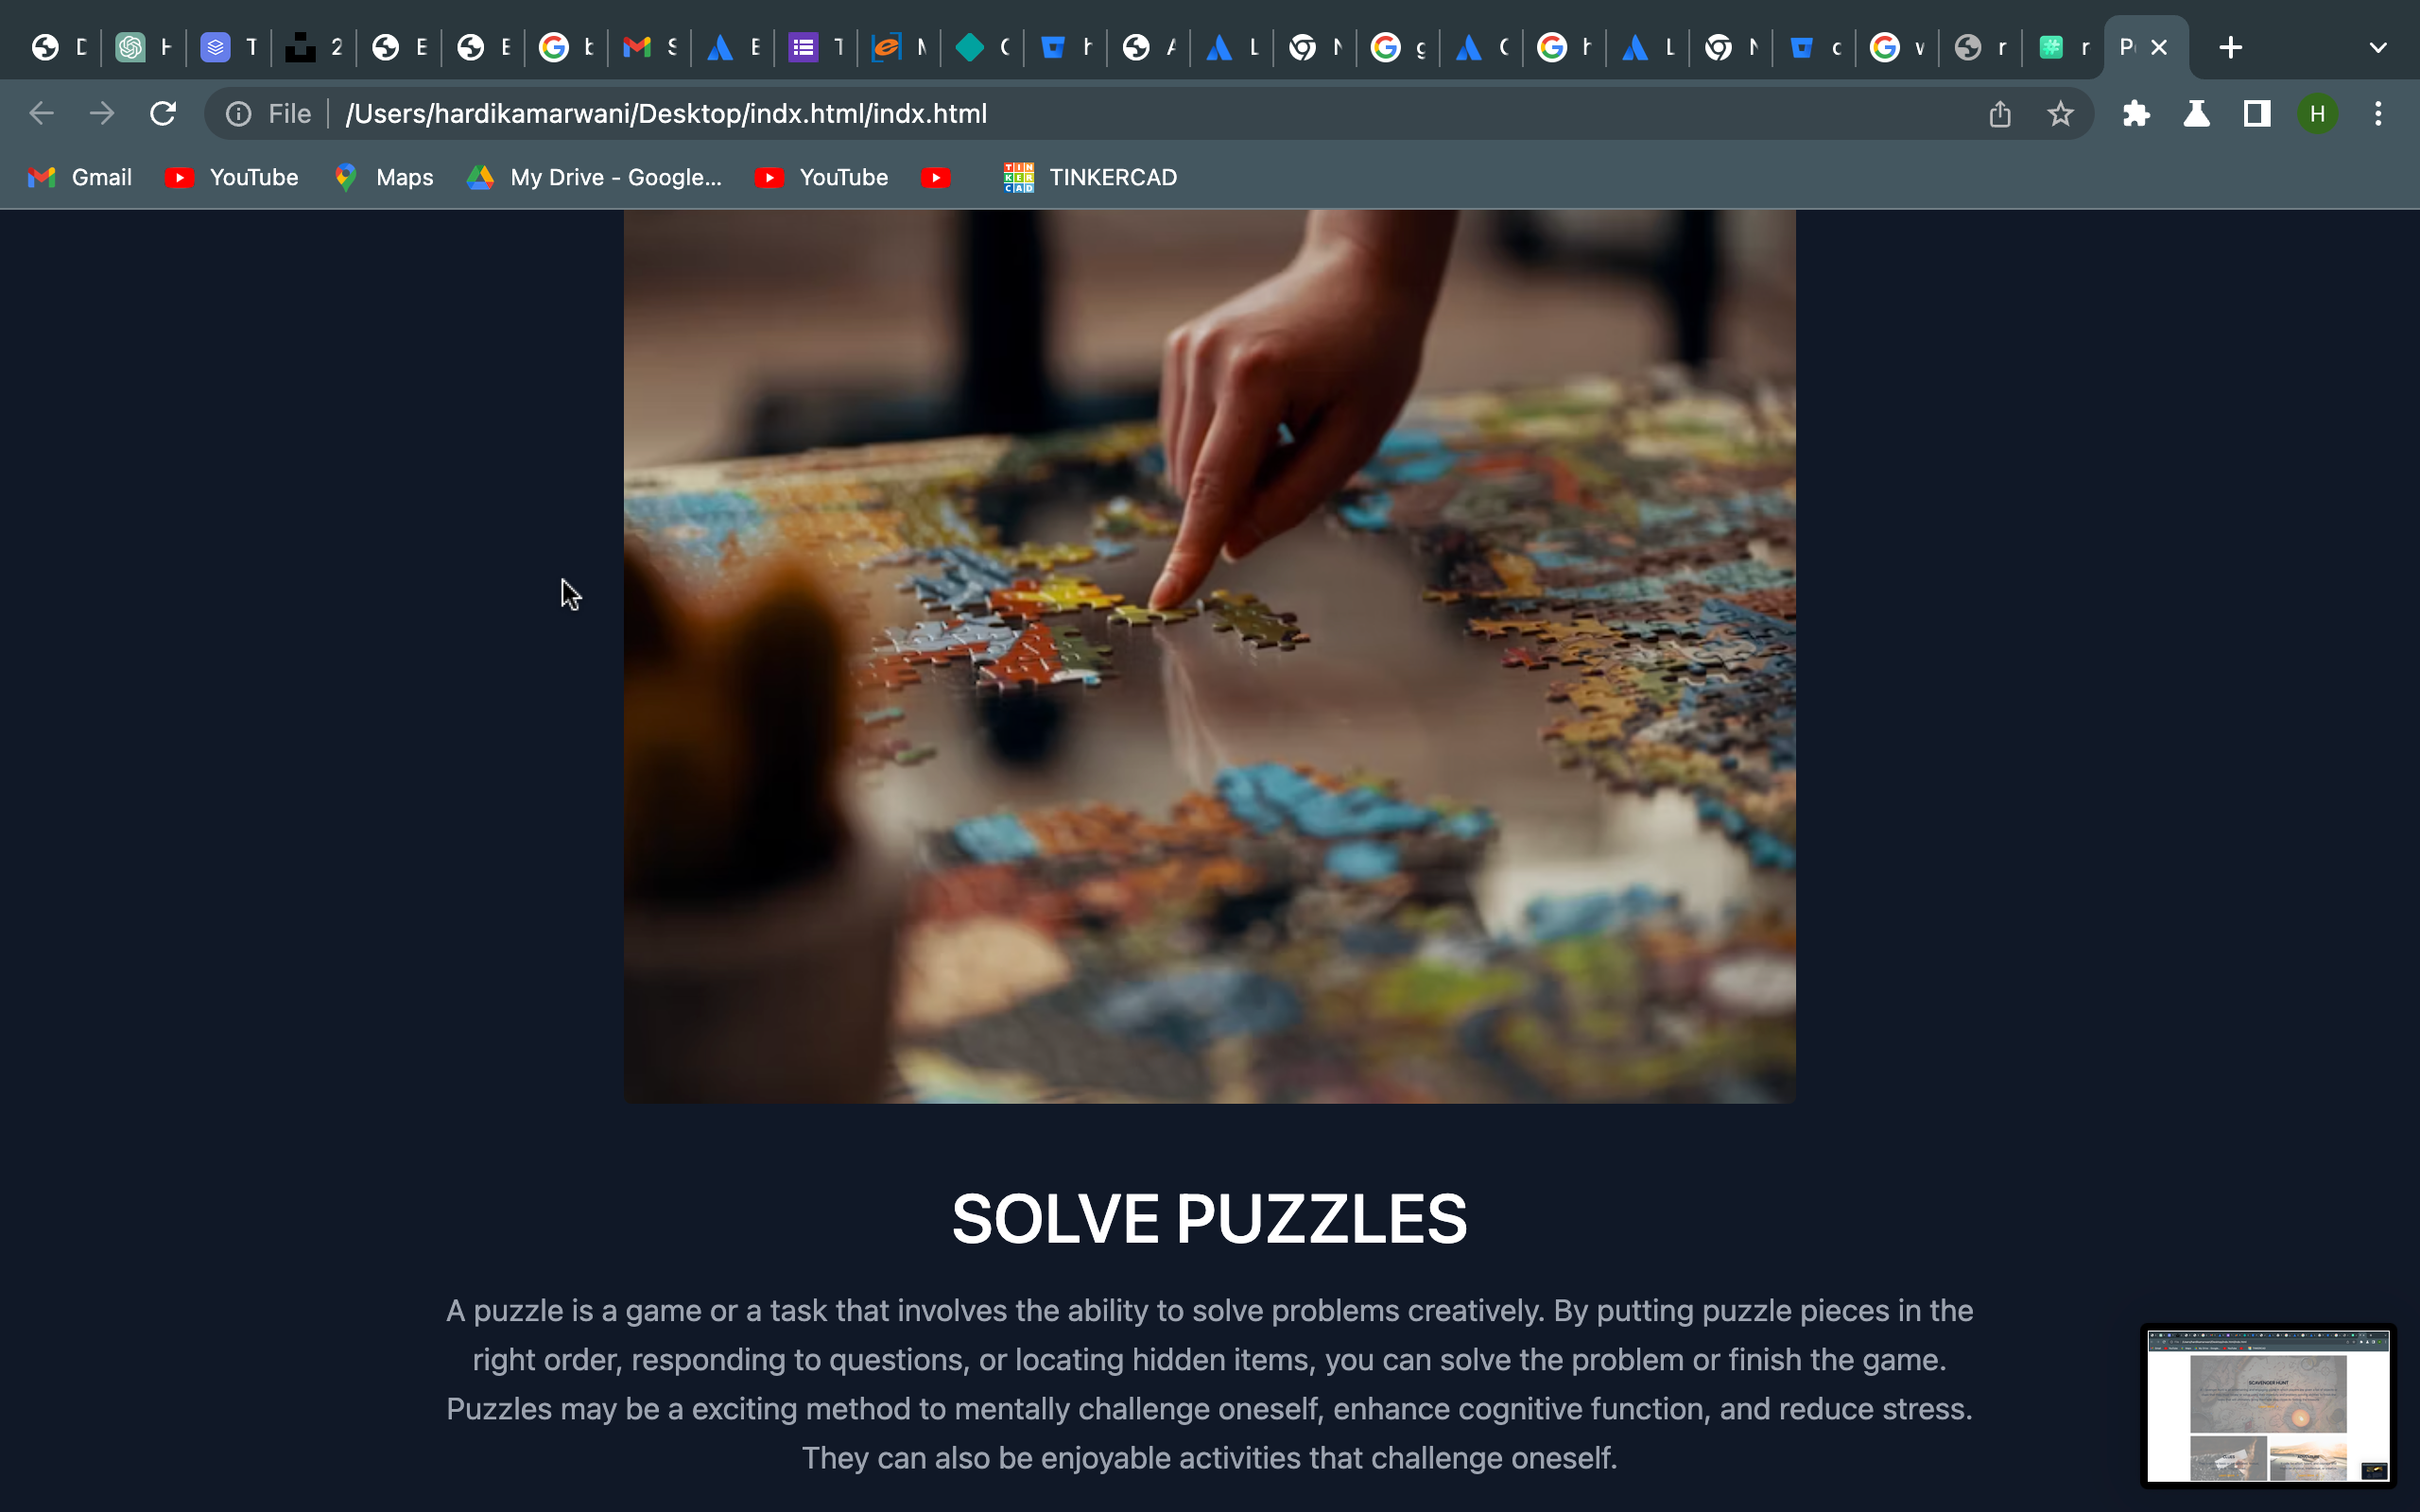 D
H
T
2
E
E
b
S
E
T
M
C
h
A
L
N
g
C
h
L
N
c
v
r
r
P
File
/Users/hardikamarwani/Desktop/indx.html/indx.html
H
Gmail
YouTube
Maps
My Drive - Google...
YouTube
TINKERCAD
SOLVE PUZZLES
A puzzle is a game or a task that involves the ability to solve problems creatively. By putting puzzle pieces in the
right order, responding to questions, or locating hidden items, you can solve the problem or finish the game.
Puzzles may be a exciting method to mentally challenge oneself, enhance cognitive function, and reduce stress.
They can also be enjoyable activities that challenge oneself.
SCAVENGER HUNT